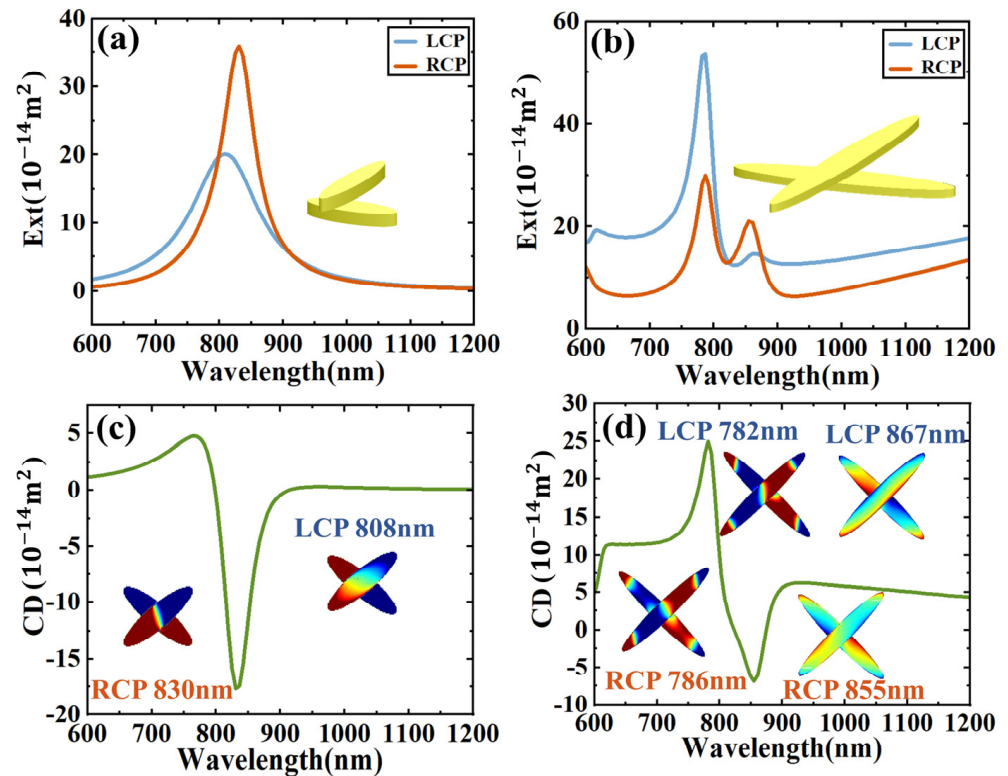 (a)
LCP
RCP
Ext(10⁻¹⁴m²)
40
30
20
10
0
600 700 800 900 1000 1100 1200
Wavelength(nm)
(b)
LCP
RCP
Ext(10⁻¹⁴m²)
60
40
20
0
600 700 800 900 1000 1100 1200
Wavelength(nm)
(c)
CD(10⁻¹⁴m²)
5
0
-5
-10
-15
-20
LCP 808nm
RCP 830nm
600 700 800 900 1000 1100 1200
Wavelength(nm)
(d)
CD(10⁻¹⁴m²)
30
25
20
15
10
5
0
-5
-10
LCP 782nm
LCP 867nm
RCP 786nm
RCP 855nm
600 700 800 900 1000 1100 1200
Wavelength(nm)